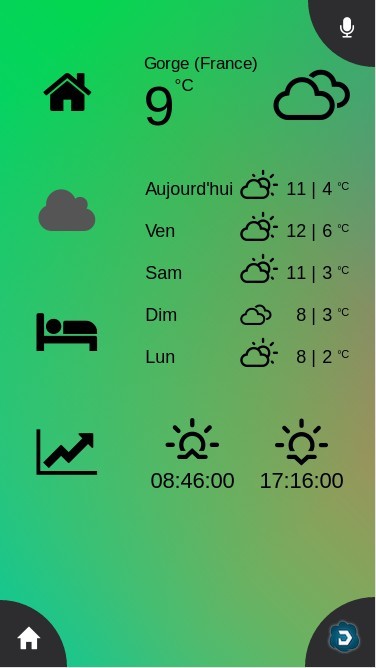 Gorge (France)
9 °C
Aujourd'hui 11 | 4 °C
Ven 12 | 6 °C
Sam 11 | 3 °C
Dim 8 | 3 °C
Lun 8 | 2 °C
08:46:00 17:16:00